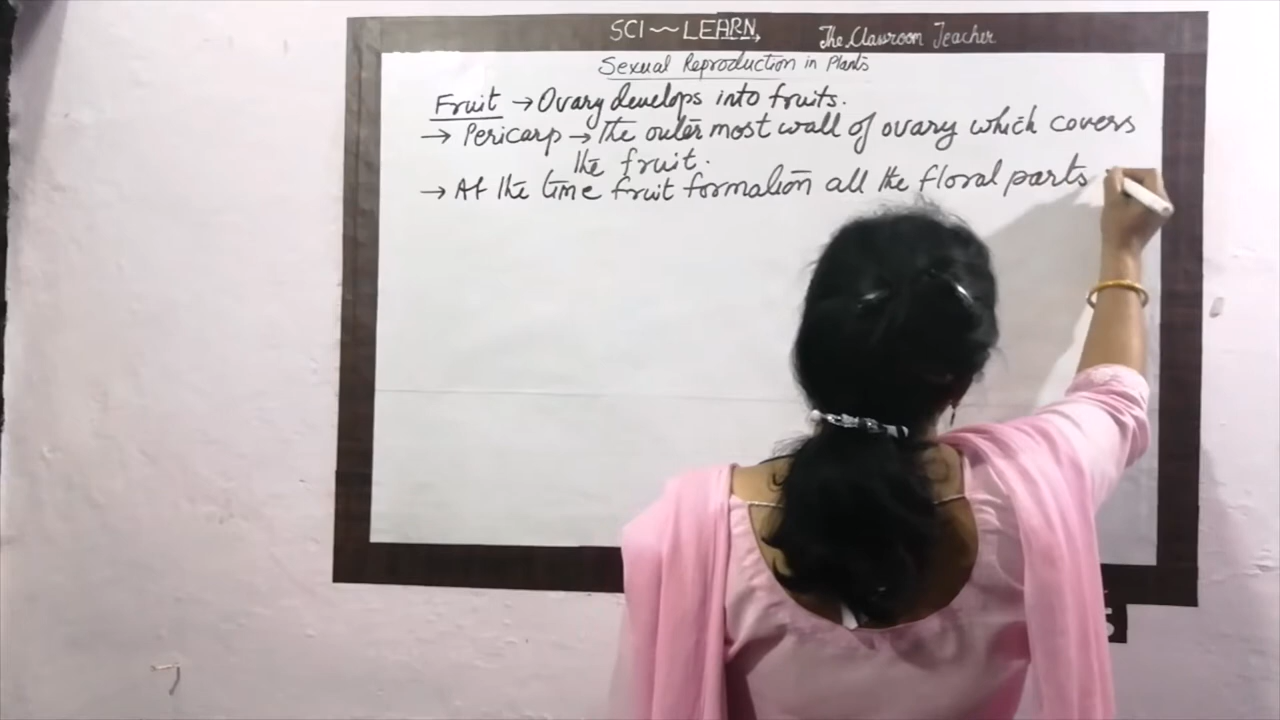 SCI ~ LEARN, The Classroom Teacher
Sexual Reproduction in Plants
Fruit → Ovary develops into fruits.
→ Pericarp → The outer most wall of ovary which covers
the fruit.
→ At the time fruit formation all the floral parts